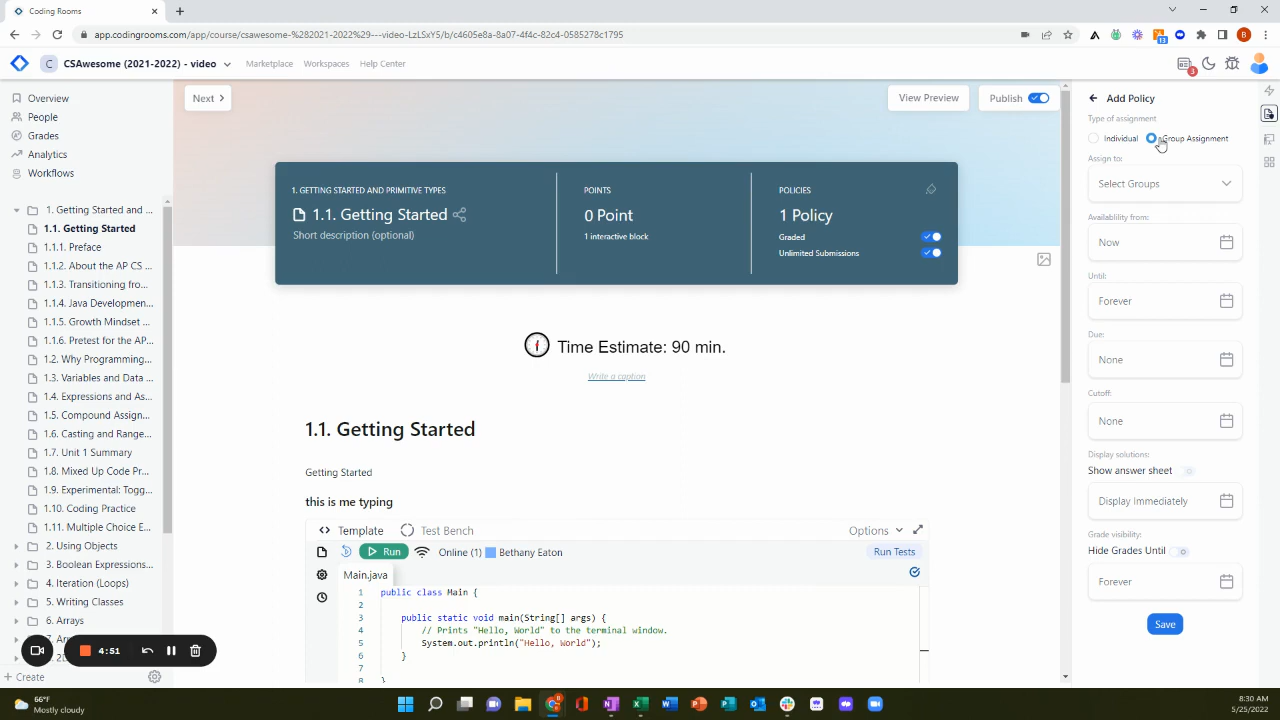 Coding Rooms
app.codingrooms.com/app/course/csawesome-%282021-2022%29---video-LzLSxY5/b/c4605e8a-8a07-4f4c-82c4-0585278c1795
13
B
C CSAwesome (2021-2022) - video Marketplace Workspaces Help Center
3
Overview
People
Grades
Analytics
Workflows
1. Getting Started and ...
1.1. Getting Started
1.1.1. Preface
1.1.2. About the AP CS ...
1.1.3. Transitioning fro...
1.1.4. Java Developmen...
1.1.5. Growth Mindset ...
1.1.6. Pretest for the AP...
1.2. Why Programming...
1.3. Variables and Data ...
1.4. Expressions and As...
1.5. Compound Assign...
1.6. Casting and Range...
1.7. Unit 1 Summary
1.8. Mixed Up Code Pr...
1.9. Experimental: Togg...
1.10. Coding Practice
1.11. Multiple Choice E...
2. Using Objects
3. Boolean Expressions...
4. Iteration (Loops)
5. Writing Classes
6. Arrays
4:51
Create
Next
View Preview
Publish
1. GETTING STARTED AND PRIMITIVE TYPES
1.1. Getting Started
Short description (optional)
POINTS
0 Point
1 interactive block
POLICIES
1 Policy
Graded
Unlimited Submissions
Time Estimate: 90 min.
Write a caption
1.1. Getting Started
Getting Started
this is me typing
Template Test Bench Options
Run Online (1) Bethany Eaton Run Tests
Main.java
1 public class Main {
2
3 public static void main(String[] args) {
4 // Prints "Hello, World" to the terminal window.
5 System.out.println("Hello, World");
6 }
7
8 }
Add Policy
Type of assignment
Individual Group Assignment
Assign to:
Select Groups
Availablility from:
Now
Until:
Forever
Due:
None
Cutoff:
None
Display solutions:
Show answer sheet
Display Immediately
Grade visibility:
Hide Grades Until
Forever
Save
66°F
Mostly cloudy
8:30 AM
5/25/2022